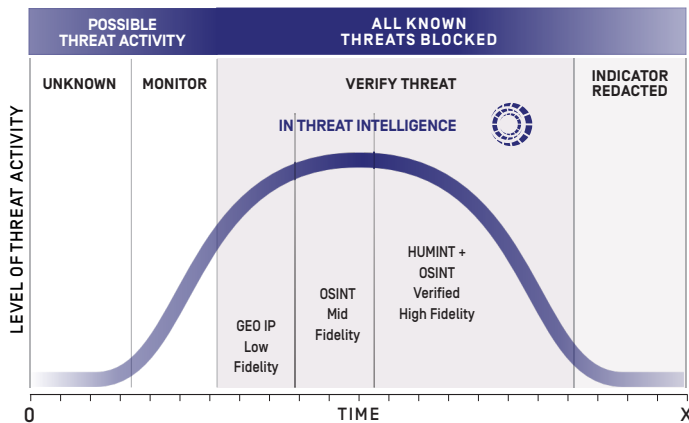 POSSIBLE
THREAT ACTIVITY
ALL KNOWN
THREATS BLOCKED
UNKNOWN
MONITOR
VERIFY THREAT
INDICATOR
REDACTED
IN THREAT INTELLIGENCE
LEVEL OF THREAT ACTIVITY
GEO IP
Low
Fidelity
OSINT
Mid
Fidelity
HUMINT +
OSINT
Verified
High Fidelity
0
TIME
X